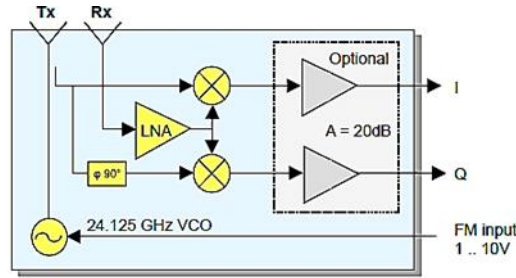 Tx Rx
Optional
I
LNA
A = 20dB
φ 90°
Q
24.125 GHz VCO
FM input
1 .. 10V